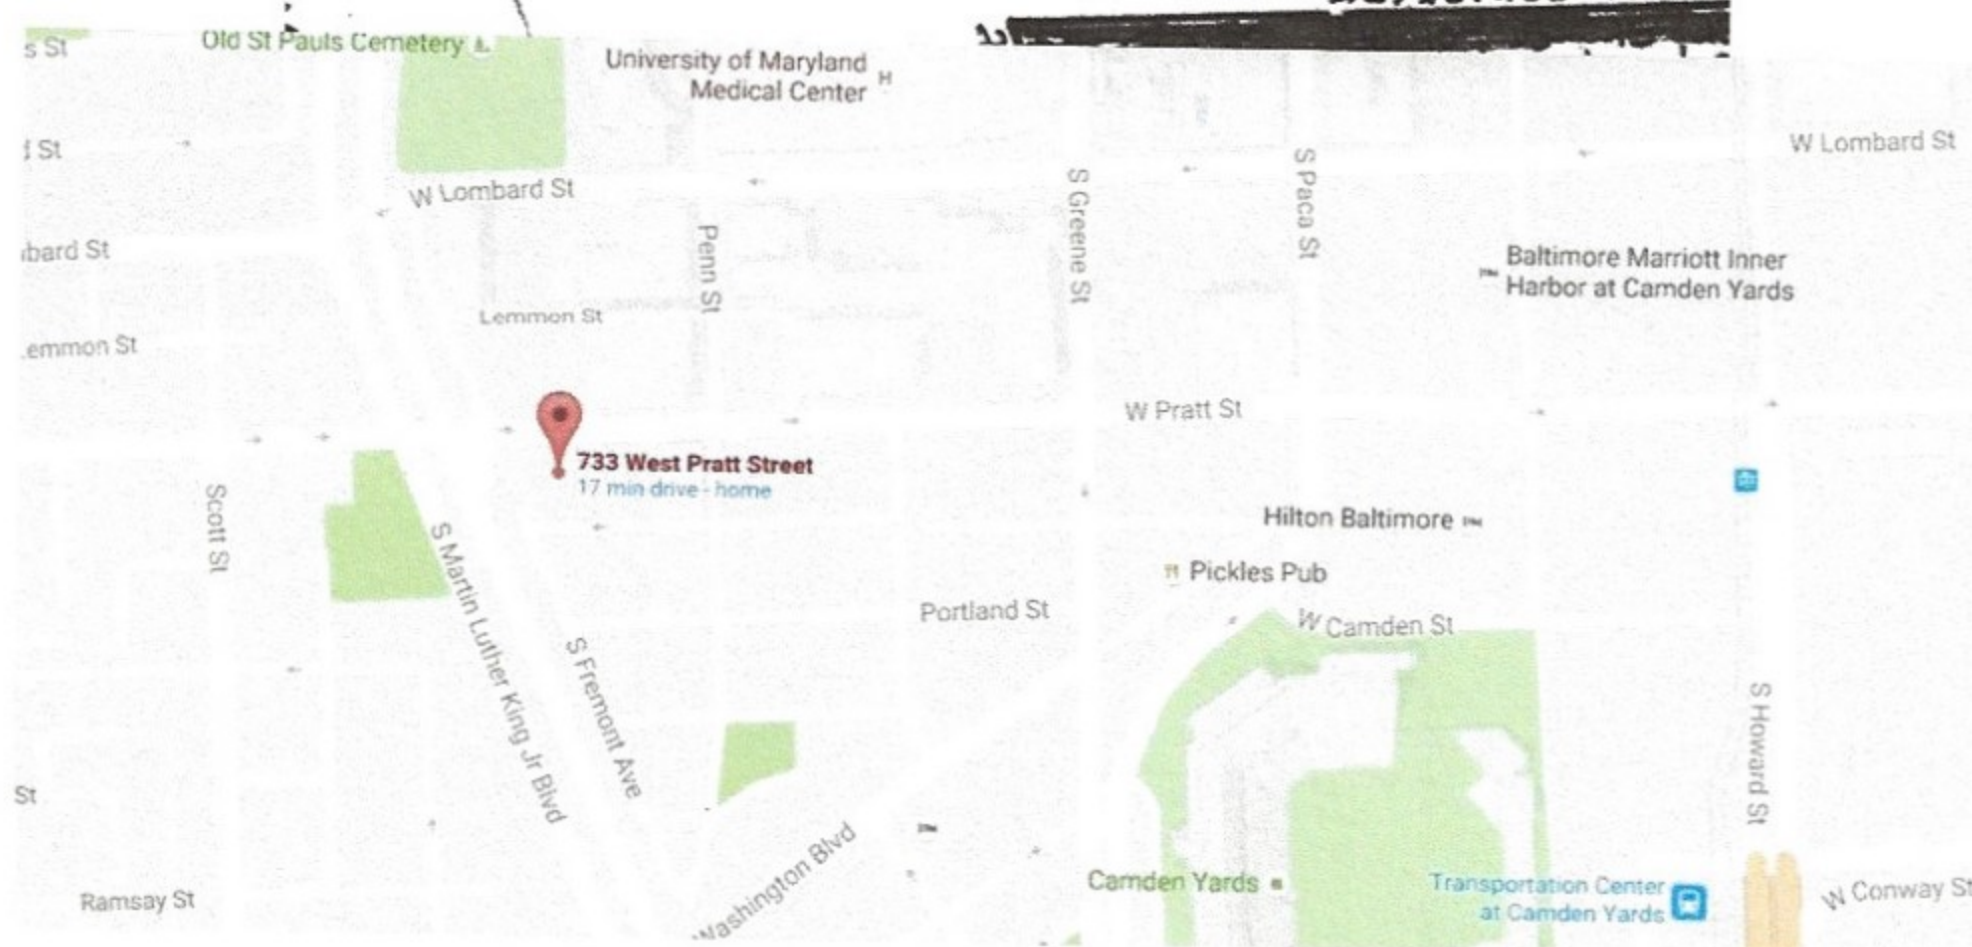 s St
Old St Pauls Cemetery
University of Maryland
Medical Center
H
St
W Lombard St
W Lombard St
bard St
S Greene St
S Paca St
Penn St
Baltimore Marriott Inner
Harbor at Camden Yards
Lemmon St
emmon St
W Pratt St
733 West Pratt Street
17 min drive - home
Scott St
Hilton Baltimore
Pickles Pub
S Martin Luther King Jr Blvd
Portland St
W Camden St
S Fremont Ave
S Howard St
St
Washington Blvd
Camden Yards
Transportation Center
at Camden Yards
W Conway St
Ramsay St